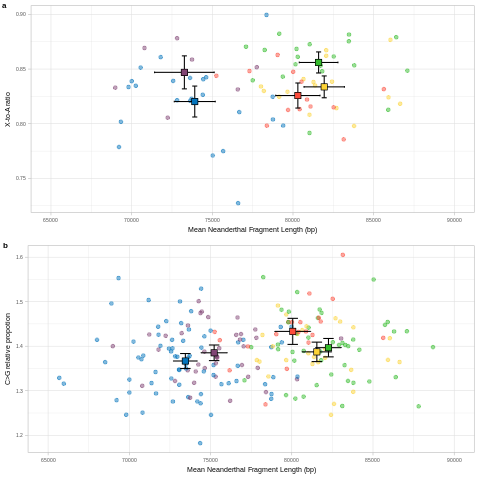 a
0.90
0.85
0.80
0.75
X-to-A ratio
65000 70000 75000 80000 85000 90000
Mean Neanderthal Fragment Length (bp)
b
1.6
1.5
1.4
1.3
1.2
C>G relative proportion
65000 70000 75000 80000 85000 90000
Mean Neanderthal Fragment Length (bp)